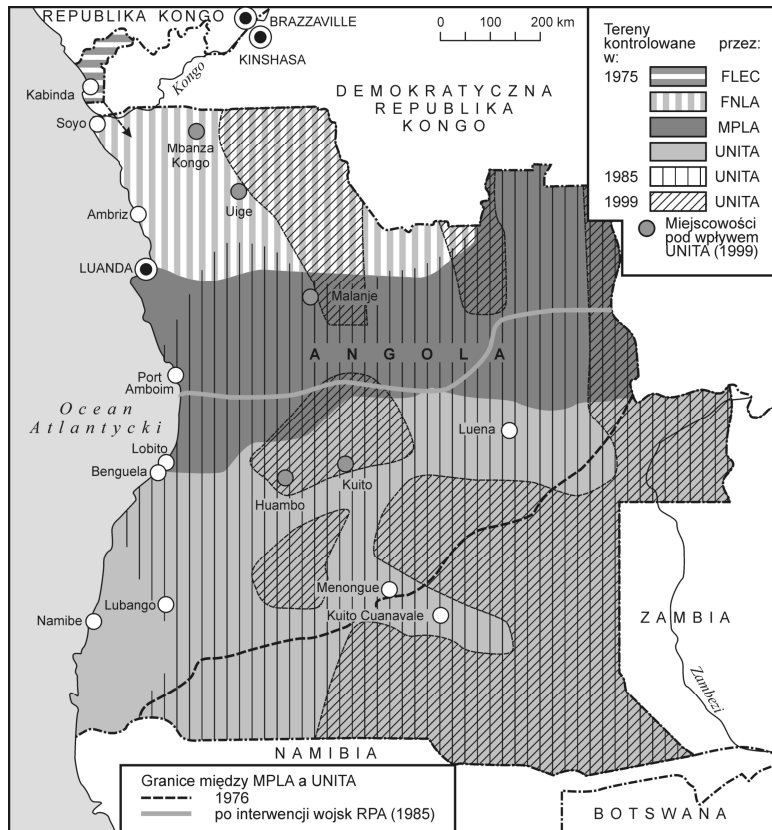 REPUBLIKA KONGO
BRAZZAVILLE
KINSHASA
Kongo
0 100 200 km
DEMOKRATYCZNA
REPUBLIKA
KONGO
Tereny
kontrolowane przez:
w:
1975 FLEC
FNLA
MPLA
UNITA
1985 UNITA
1999 UNITA
Miejscowości
pod wpływem
UNITA (1999)
Kabinda
Soyo
Mbanza
Kongo
Uige
Ambriz
LUANDA
Malanje
ANGOLA
Port
Amboim
Ocean
Atlantycki
Luena
Lobito
Benguela
Kuito
Huambo
Menongue
Lubango
Kuito Cuanavale
Namibe
ZAMBIA
Zambezi
NAMIBIA
BOTSWANA
Granice między MPLA a UNITA
1976
po interwencji wojsk RPA (1985)